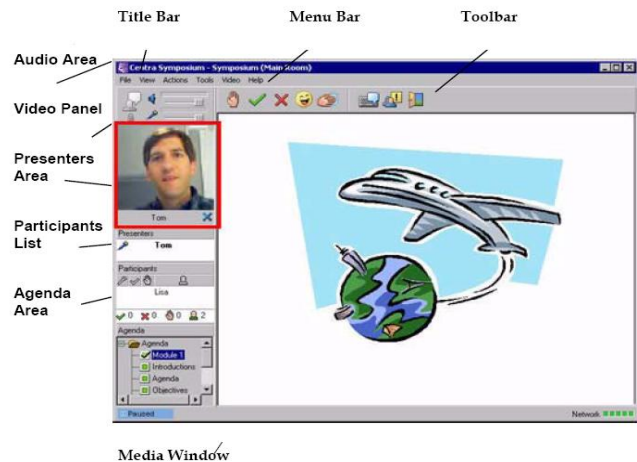 Title Bar
Menu Bar
Toolbar
Audio Area
Centra Symposium - Symposium (Main Room)
File View Actions Tools Video Help
Video Panel
Presenters Area
Tom
Presenters
Tom
Participants List
Participants
Lisa
0 0 0 2
Agenda Area
Agenda
Agenda
Module 1
Introductions
Agenda
Objectives
Paused
Network
Media Window